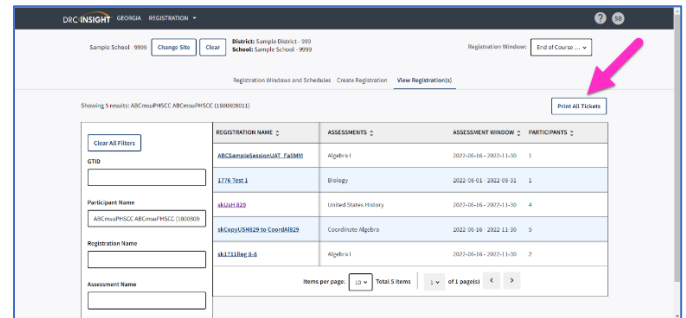 DRC INSIGHT GEORGIA REGISTRATION
? SB
Sample School - 9999 Change Site Clear District: Sample District - 999 Registration Window: End of Course ...
School: Sample School - 9999
Registration Windows and Schedules Create Registration View Registration(s)
Showing 5 results: ABCmsuPHSCC ABCmsuPHSCC (1800808011) Print All Tickets
Clear All Filters
GTID
Participant Name
ABCmsuPHSCC ABCmsuPHSCC (1800808
Registration Name
Assessment Name
REGISTRATION NAME ASSESSMENTS ASSESSMENT WINDOW PARTICIPANTS
ABCSampleSessionUAT_FallMM Algebra I 2022-06-16 - 2022-11-30 1
1776 Test 1 Biology 2022-08-01 - 2022-08-31 1
skUsH 829 United States History 2022-06-16 - 2022-11-30 4
skCopyUSH829 to CoordAl829 Coordinate Algebra 2022-06-16 - 2022-11-30 5
sk1711Reg 8-8 Algebra I 2022-06-16 - 2022-11-30 2
Items per page: 10 Total 5 items 1 of 1 page(s) < >